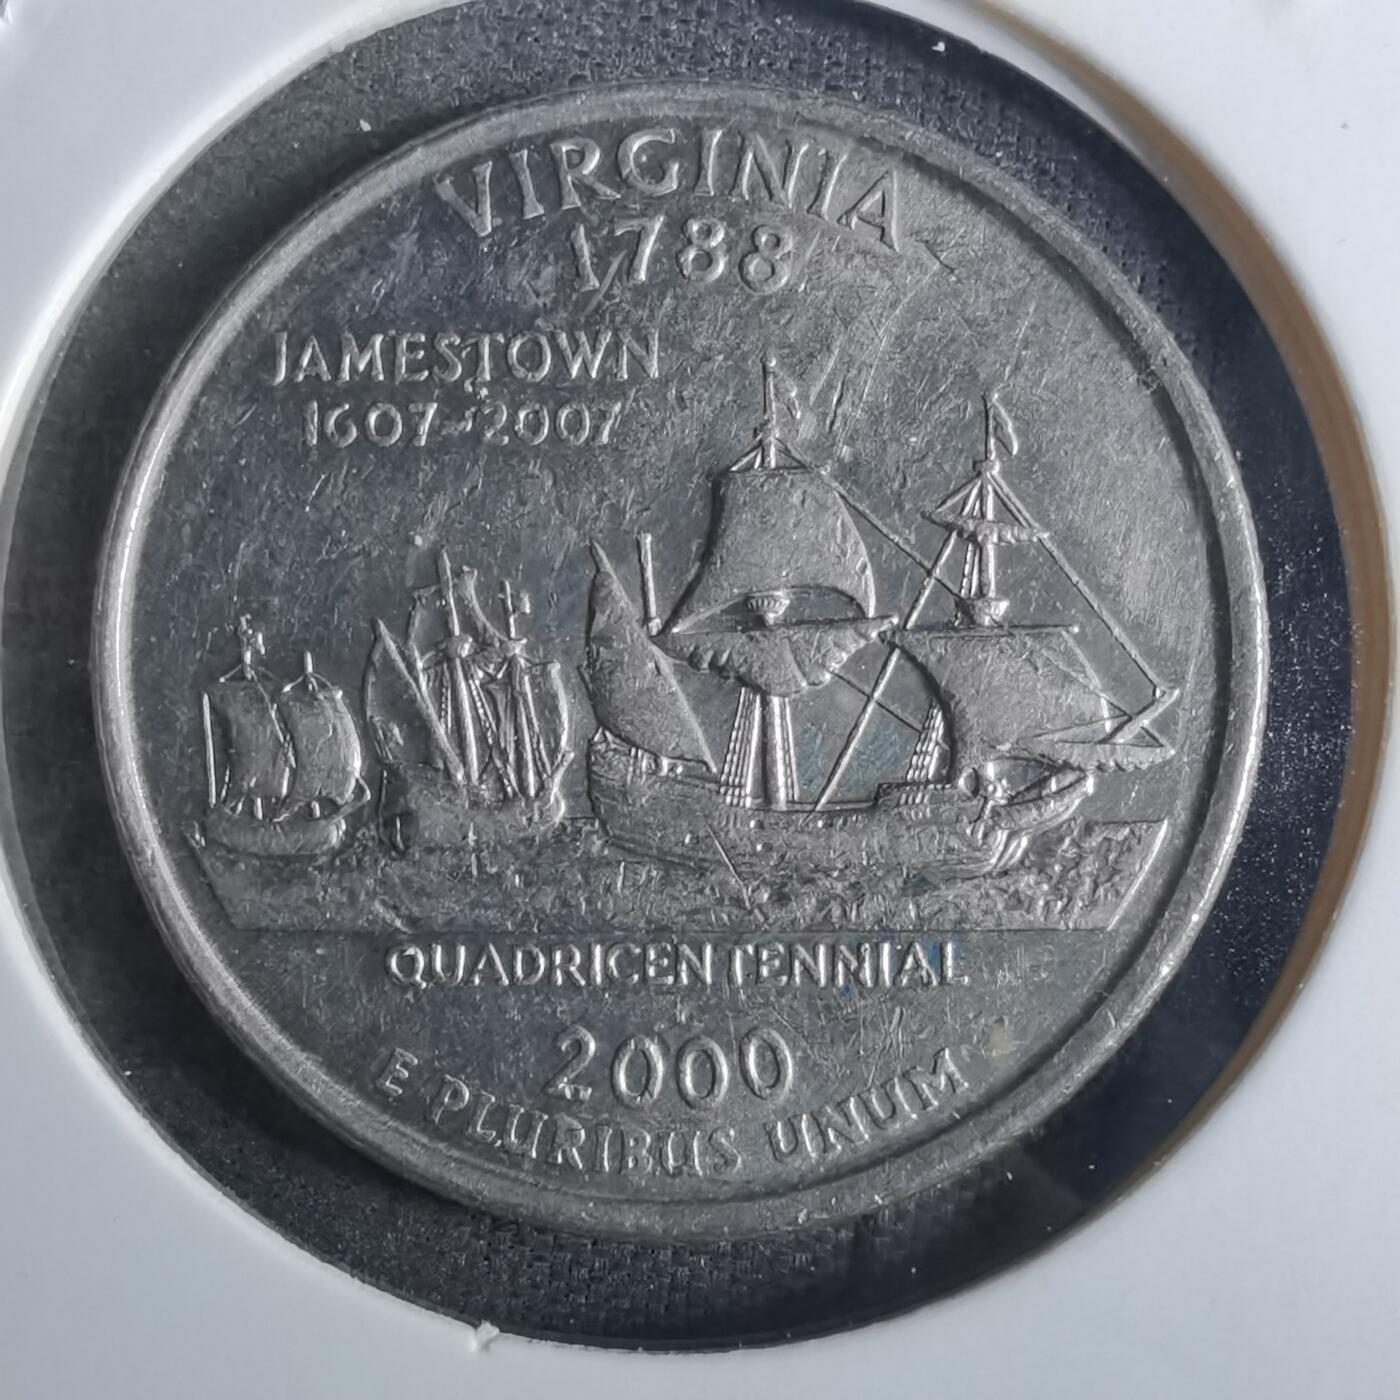 VIRGINIA
1788
JAMESTOWN
1607-2007
QUADRICENTENNIAL
2000
E PLURIBUS UNUM